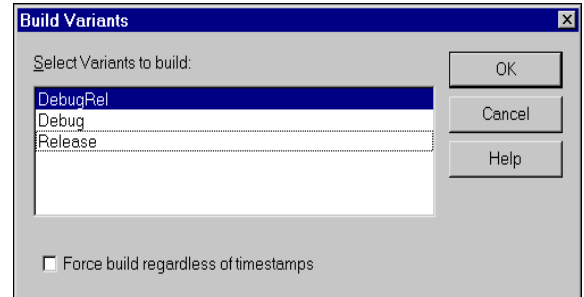 Build Variants
Select Variants to build:
DebugRel
Debug
Release
OK
Cancel
Help
Force build regardless of timestamps